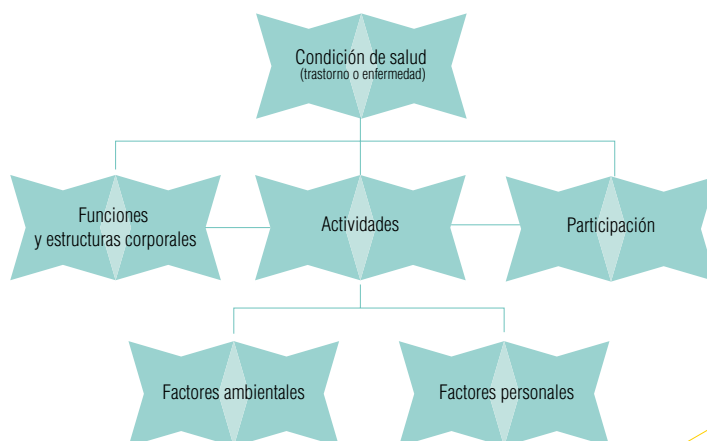 Condición de salud
(trastorno o enfermedad)
Funciones
y estructuras corporales
Actividades
Participación
Factores ambientales
Factores personales